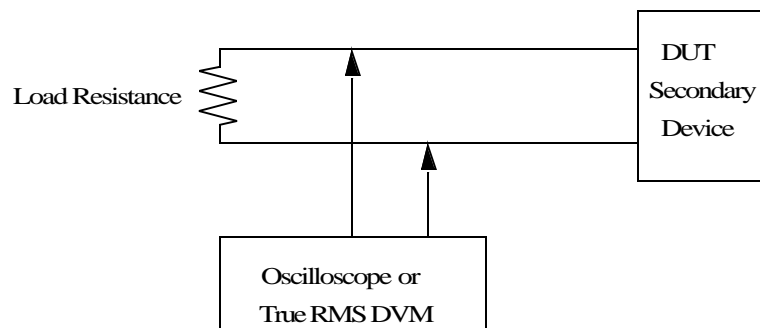 DUT
Secondary
Device
Load Resistance
Oscilloscope or
True RMS DVM